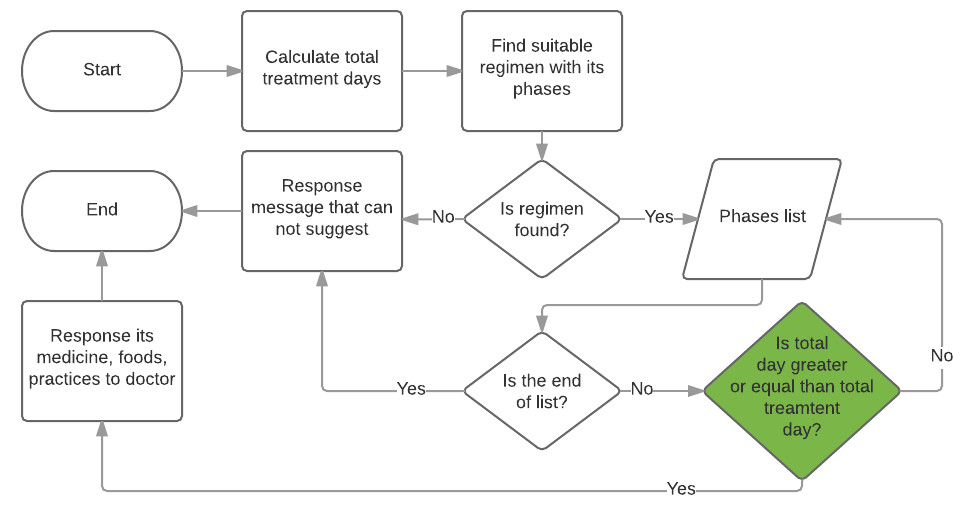 Start
Calculate total
treatment days
Find suitable
regimen with its
phases
End
Response
message that can
not suggest
No
Is regimen
found?
Yes
Phases list
Response its
medicine, foods,
practices to doctor
Yes
Is the end
of list?
No
Is total
day greater
or equal than total
treamtent
day?
No
Yes